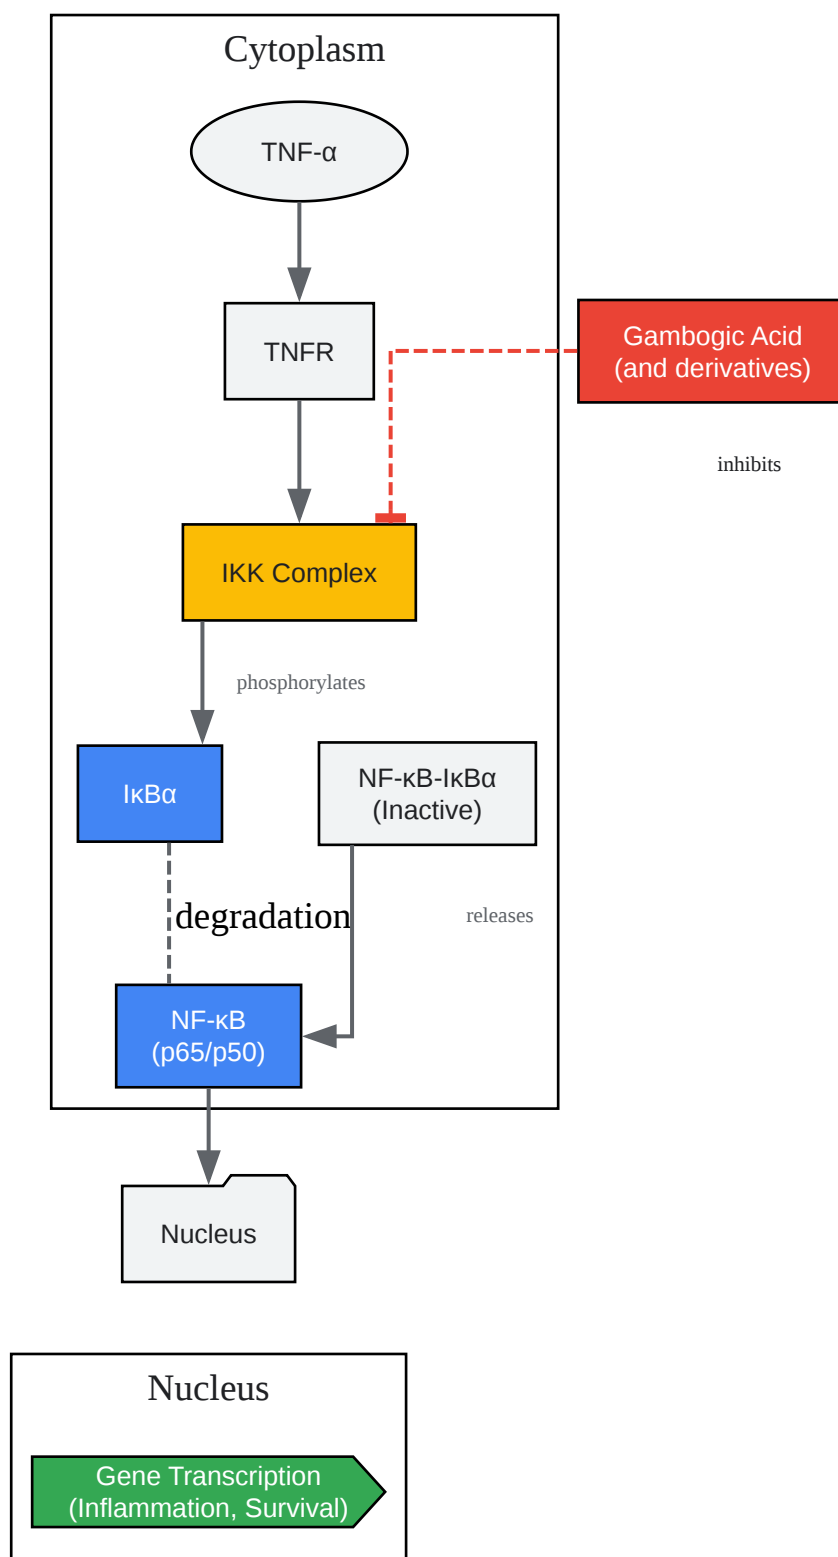 Cytoplasm
TNF-α
TNFR
Gambogic Acid
(and derivatives)
inhibits
IKK Complex
phosphorylates
IκBα
NF-κB-IκBα
(Inactive)
degradation
releases
NF-κB
(p65/p50)
Nucleus
Nucleus
Gene Transcription
(Inflammation, Survival)